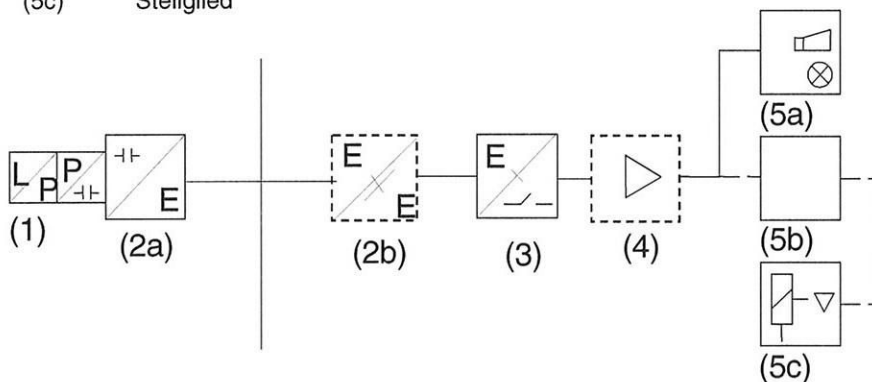 (5c) Stellglied
(5a)
L P P E
E E
E
(1)
(2a)
(2b)
(3)
(4)
(5b)
(5c)